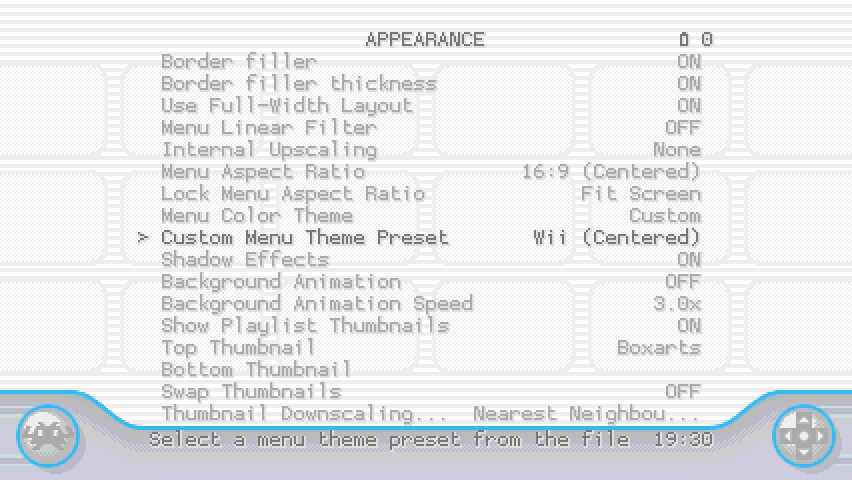 APPEARANCE 0
Border filler ON
Border filler thickness ON
Use Full-Width Layout ON
Menu Linear Filter OFF
Internal Upscaling None
Menu Aspect Ratio 16:9 (Centered)
Lock Menu Aspect Ratio Fit Screen
Menu Color Theme Custom
> Custom Menu Theme Preset Wii (Centered)
Shadow Effects ON
Background Animation OFF
Background Animation Speed 3.0x
Show Playlist Thumbnails ON
Top Thumbnail Boxarts
Bottom Thumbnail
Swap Thumbnails OFF
Thumbnail Downscaling... Nearest Neighbou...
Select a menu theme preset from the file 19:30